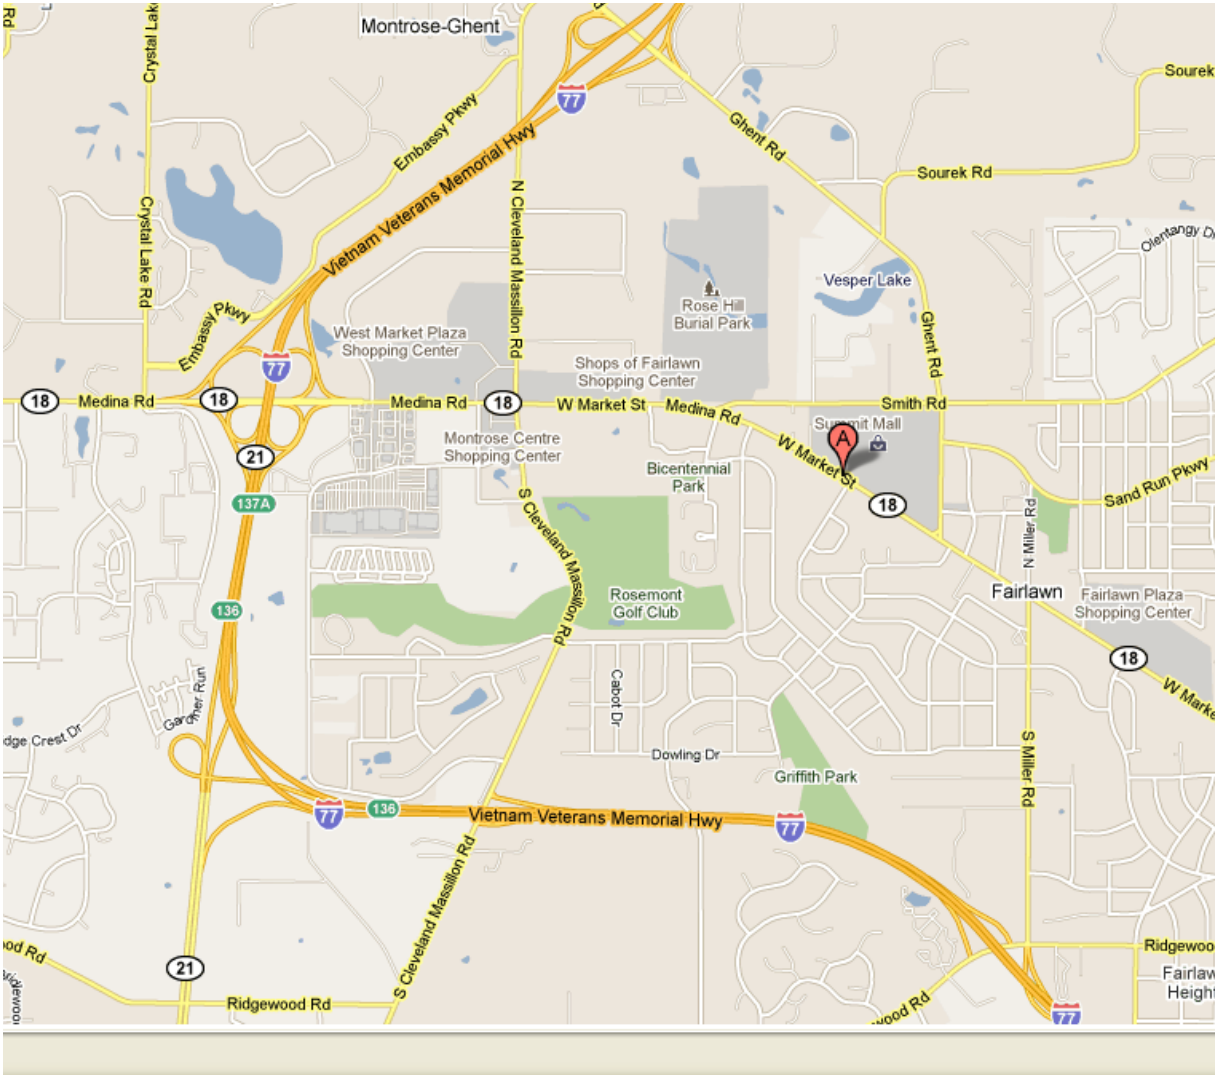 Rd
Crystal Lak
Montrose-Ghent
77
Sourek
Embassy Pkwy
Ghent Rd
Vietnam Veterans Memorial Hwy
Sourek Rd
N Cleveland Massillon Rd
Crystal Lake Rd
Olentangy Dr
Vesper Lake
Rose Hill
Burial Park
Embassy Pkwy
West Market Plaza
Shopping Center
Ghent Rd
77
Shops of Fairlawn
Shopping Center
18
Medina Rd
18
Medina Rd
18
W Market St
Medina Rd
Smith Rd
Summit Mall
A
Montrose Centre
Shopping Center
W Market St
21
Bicentennial
Park
Sand Run Pkwy
137A
18
S Cleveland Massillon Rd
N Miller Rd
136
Rosemont
Golf Club
Fairlawn
Fairlawn Plaza
Shopping Center
18
Gardner Run
Cabot Dr
W Marke
dge Crest Dr
Dowling Dr
S Miller Rd
Griffith Park
77
136
Vietnam Veterans Memorial Hwy
77
S Cleveland Massillon Rd
ood Rd
Ridgewoo
21
Fairlaw
Height
Ridgewood Rd
wood Rd
77